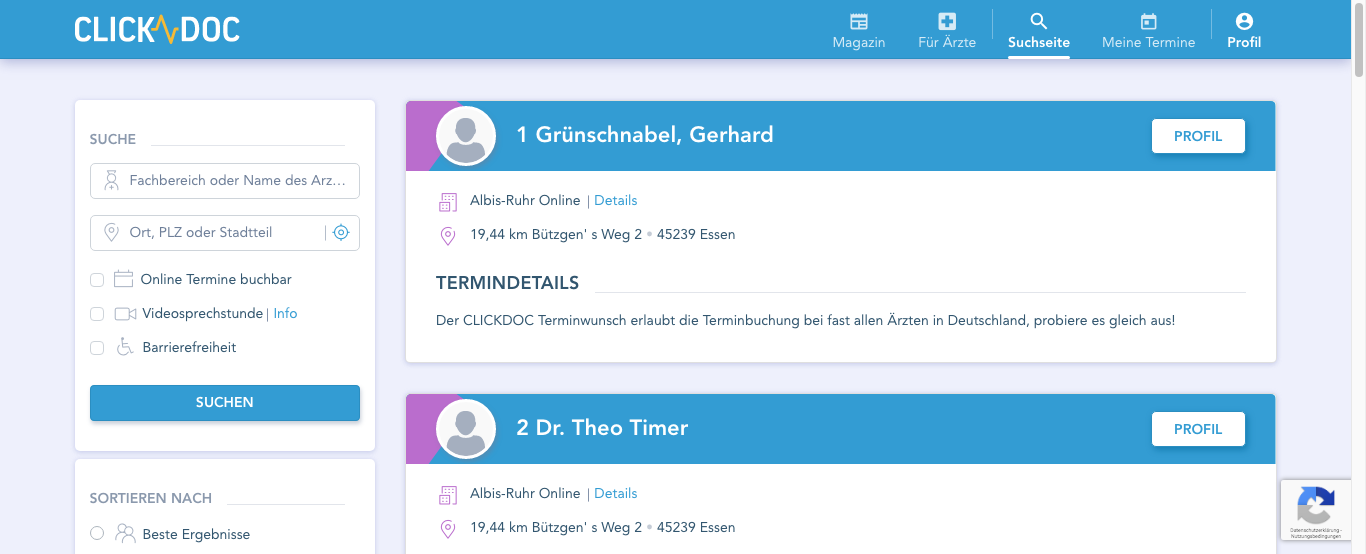 CLICKDOC
Magazin
Für Ärzte
Suchseite
Meine Termine
Profil
SUCHE
Fachbereich oder Name des Arz…
Ort, PLZ oder Stadtteil
Online Termine buchbar
Videosprechstunde | Info
Barrierefreiheit
SUCHEN
SORTIEREN NACH
Beste Ergebnisse
1 Grünschnabel, Gerhard
PROFIL
Albis-Ruhr Online | Details
19,44 km Bützgen' s Weg 2 • 45239 Essen
TERMINDETAILS
Der CLICKDOC Terminwunsch erlaubt die Terminbuchung bei fast allen Ärzten in Deutschland, probiere es gleich aus!
2 Dr. Theo Timer
PROFIL
Albis-Ruhr Online | Details
19,44 km Bützgen' s Weg 2 • 45239 Essen
Datenschutzerklärung -
Nutzungsbedingungen